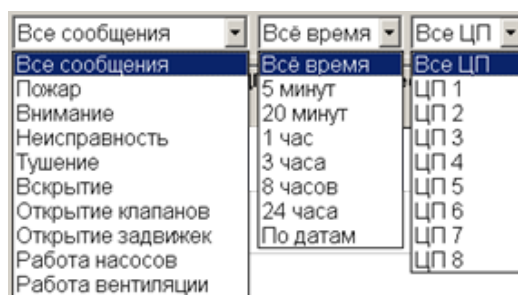 Все сообщения Всё время Все ЦП
Все сообщения
Пожар
Внимание
Неисправность
Тушение
Вскрытие
Открытие клапанов
Открытие задвижек
Работа насосов
Работа вентиляции
Всё время
5 минут
20 минут
1 час
3 часа
8 часов
24 часа
По датам
Все ЦП
ЦП 1
ЦП 2
ЦП 3
ЦП 4
ЦП 5
ЦП 6
ЦП 7
ЦП 8